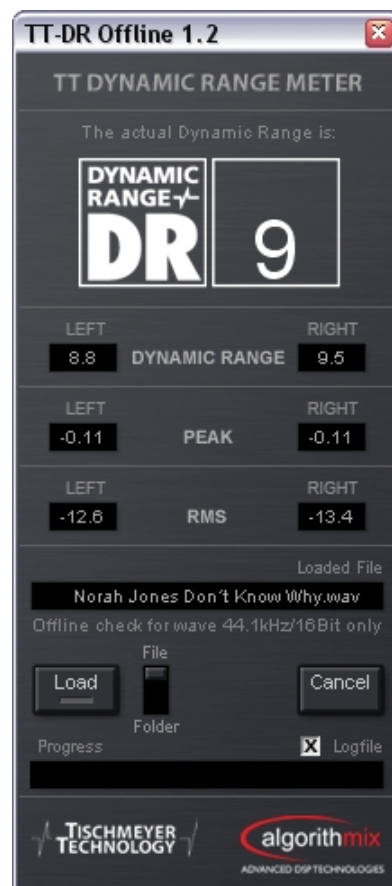 TT-DR Offline 1.2
TT DYNAMIC RANGE METER
The actual Dynamic Range is:
DYNAMIC
RANGE
DR 9
LEFT RIGHT
8.8 DYNAMIC RANGE 9.5
LEFT RIGHT
-0.11 PEAK -0.11
LEFT RIGHT
-12.6 RMS -13.4
Loaded File
Norah Jones Don´t Know Why.wav
Offline check for wave 44.1kHz/16Bit only
File
Load Cancel
Folder
Progress X Logfile
TISCHMEYER
TECHNOLOGY
algorithmix
ADVANCED DSP TECHNOLOGIES